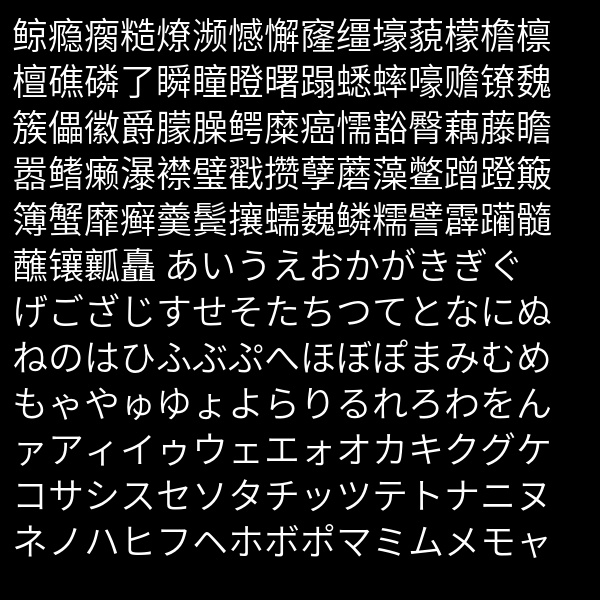 鲸瘾瘸糙燎濒憾懈窿缰壕藐檬檐檩
檀礁磷了瞬瞳瞪曙蹋蟋蟀嚎赡镣魏
簇儡徽爵朦臊鳄糜癌懦豁臀藕藤瞻
嚣鳍癞瀑襟璧戳攒孽蘑藻鳖蹭蹬簸
簿蟹靡癣羹鬓攘蠕巍鳞糯譬霹躏髓
蘸镶瓤矗 あいうえおかがきぎぐ
げござじすせそたちつてとなにぬ
ねのはひふぶぷへほぼぽまみむめ
もゃやゅゆょよらりるれろわをん
ァアィイゥウェエォオカキクグケ
コサシスセソタチッツテトナニヌ
ネノハヒフヘホボポマミムメモャ